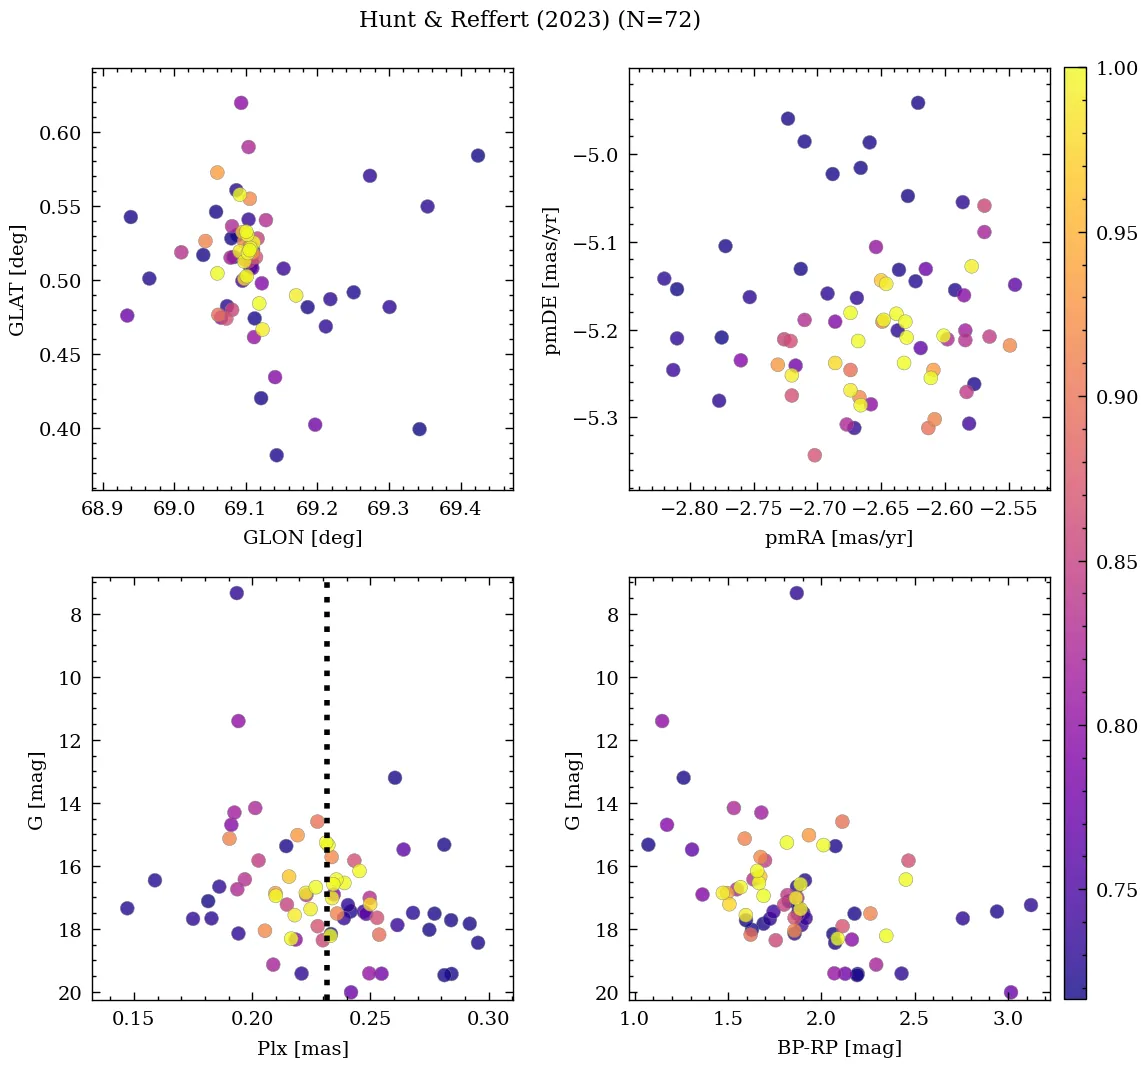 Hunt & Reffert (2023) (N=72)
0.60
0.55
0.50
0.45
0.40
GLAT [deg]
68.9 69.0 69.1 69.2 69.3 69.4
GLON [deg]
−5.0
−5.1
−5.2
−5.3
pmDE [mas/yr]
−2.80 −2.75 −2.70 −2.65 −2.60 −2.55
pmRA [mas/yr]
1.00
0.95
0.90
0.85
0.80
0.75
8
10
12
14
16
18
20
G [mag]
0.15 0.20 0.25 0.30
Plx [mas]
8
10
12
14
16
18
20
G [mag]
1.0 1.5 2.0 2.5 3.0
BP-RP [mag]